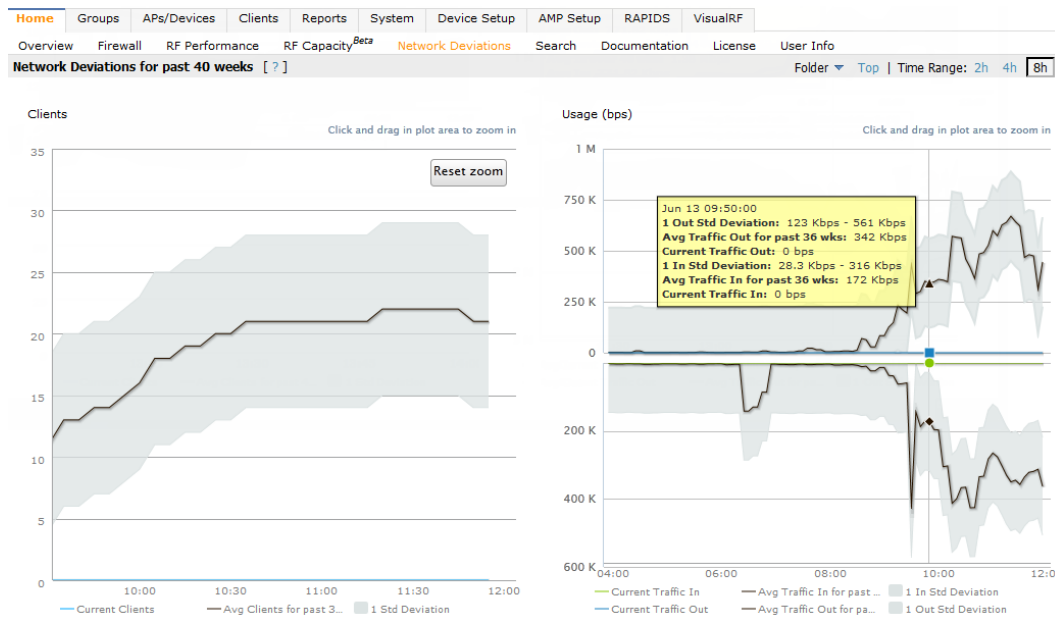 Home Groups APs/Devices Clients Reports System Device Setup AMP Setup RAPIDS VisualRF
Overview Firewall RF Performance RF Capacity Beta Network Deviations Search Documentation License User Info
Network Deviations for past 40 weeks [ ? ]
Folder Top | Time Range: 2h 4h 8h
Clients
Click and drag in plot area to zoom in
Reset zoom
35
30
25
20
15
10
5
0
10:00 10:30 11:00 11:30 12:00
Current Clients Avg Clients for past 3... 1 Std Deviation
Usage (bps)
Click and drag in plot area to zoom in
1 M
750 K
500 K
250 K
0
200 K
400 K
600 K
Jun 13 09:50:00
1 Out Std Deviation: 123 Kbps - 561 Kbps
Avg Traffic Out for past 36 wks: 342 Kbps
Current Traffic Out: 0 bps
1 In Std Deviation: 28.3 Kbps - 316 Kbps
Avg Traffic In for past 36 wks: 172 Kbps
Current Traffic In: 0 bps
04:00 06:00 08:00 10:00 12:0
Current Traffic In Avg Traffic In for past ... 1 In Std Deviation
Current Traffic Out Avg Traffic Out for pa... 1 Out Std Deviation